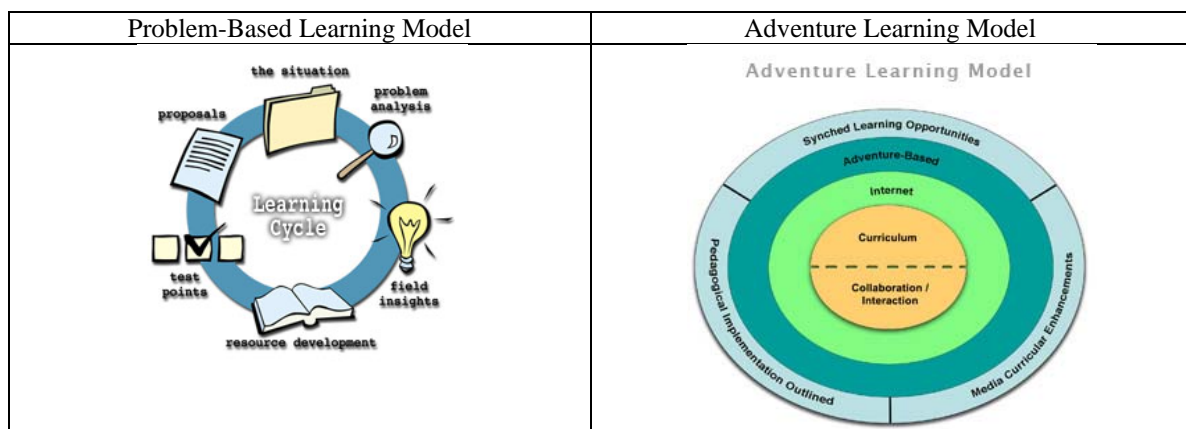 Problem-Based Learning Model
the situation
problem
analysis
proposals
Learning
Cycle
test
points
field
insights
resource development
Adventure Learning Model
Adventure Learning Model
Synched Learning Opportunities
Adventure-Based
Internet
Curriculum
Collaboration /
Interaction
Pedagogical Implementation Outlined
Media Curricular Enhancements